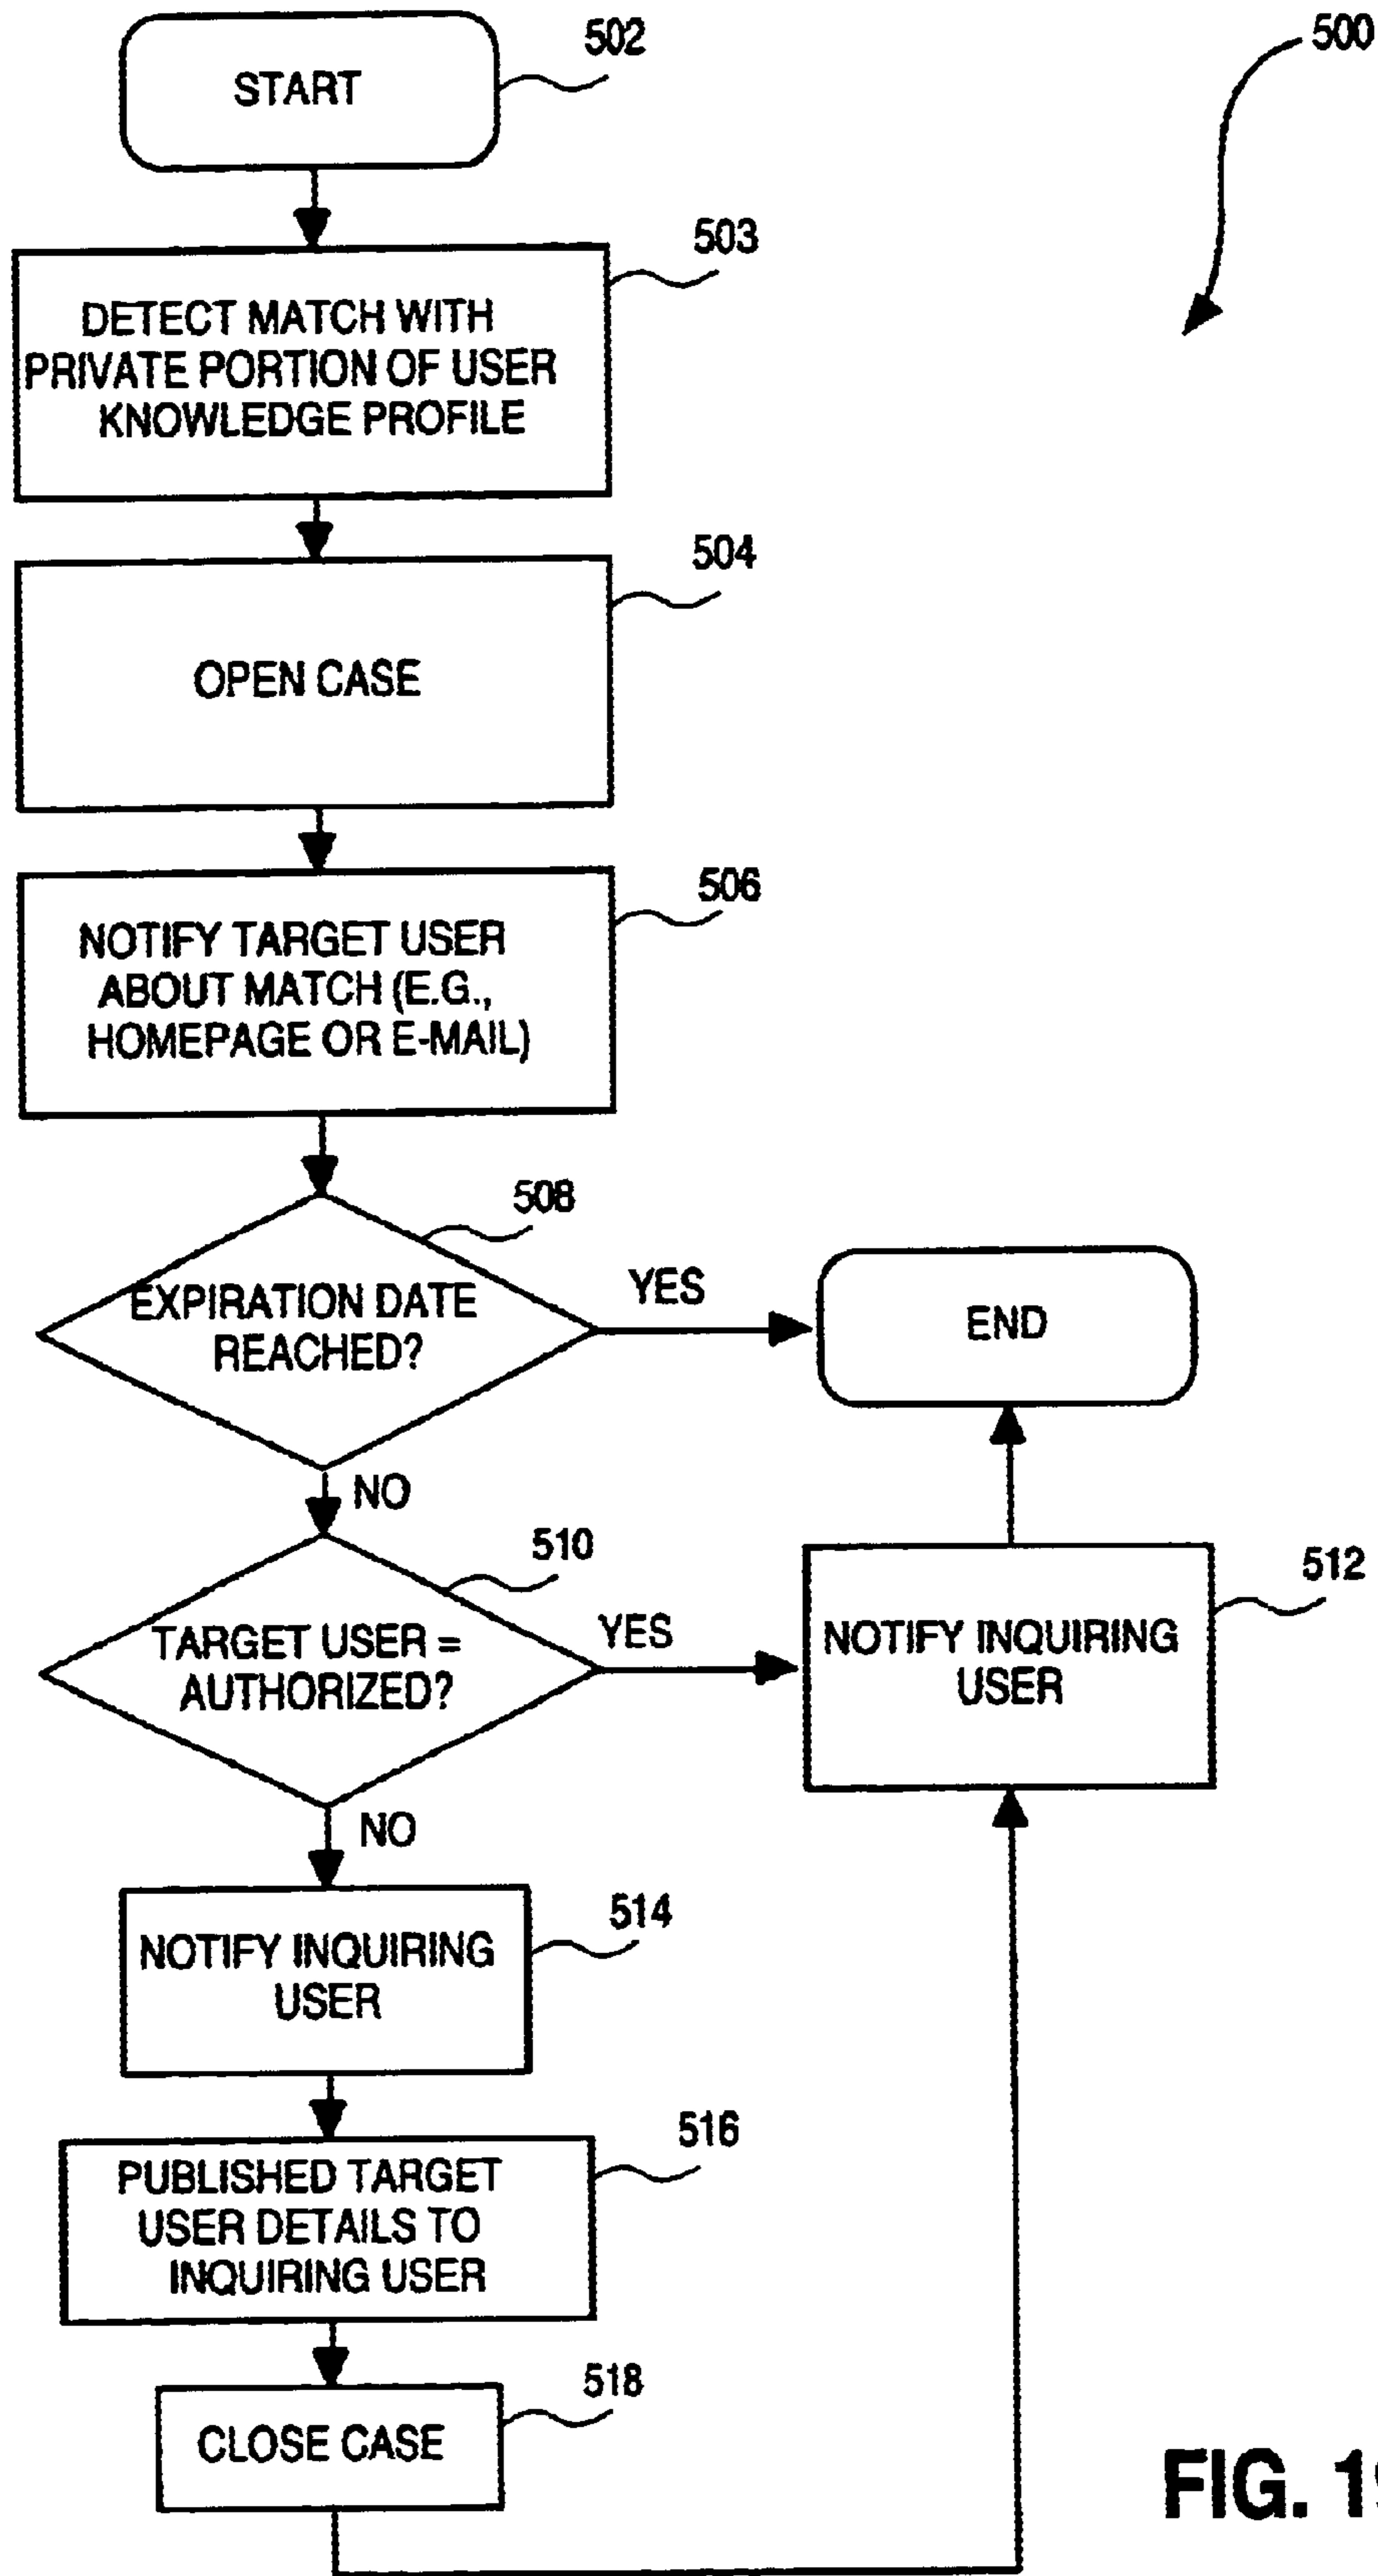 START
502
500
503
DETECT MATCH WITH
PRIVATE PORTION OF USER
KNOWLEDGE PROFILE
504
OPEN CASE
506
NOTIFY TARGET USER
ABOUT MATCH (E.G.,
HOMEPAGE OR E-MAIL)
508
EXPIRATION DATE
REACHED?
YES
END
NO
510
TARGET USER =
AUTHORIZED?
YES
512
NOTIFY INQUIRING
USER
NO
514
NOTIFY INQUIRING
USER
516
PUBLISHED TARGET
USER DETAILS TO
INQUIRING USER
518
CLOSE CASE
FIG. 19